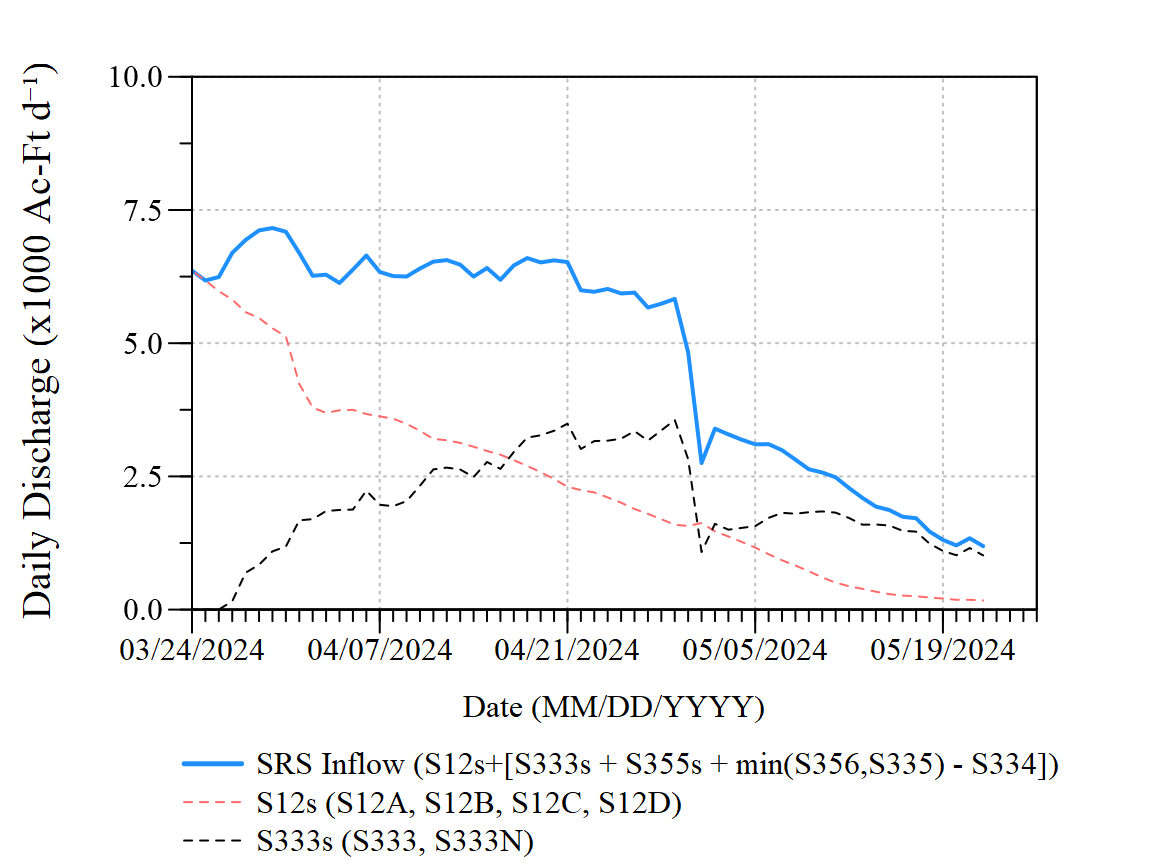 Daily Discharge (x1000 Ac-Ft d⁻¹)
10.0
7.5
5.0
2.5
0.0
03/24/2024 04/07/2024 04/21/2024 05/05/2024 05/19/2024
Date (MM/DD/YYYY)
SRS Inflow (S12s+[S333s + S355s + min(S356,S335) - S334])
S12s (S12A, S12B, S12C, S12D)
S333s (S333, S333N)